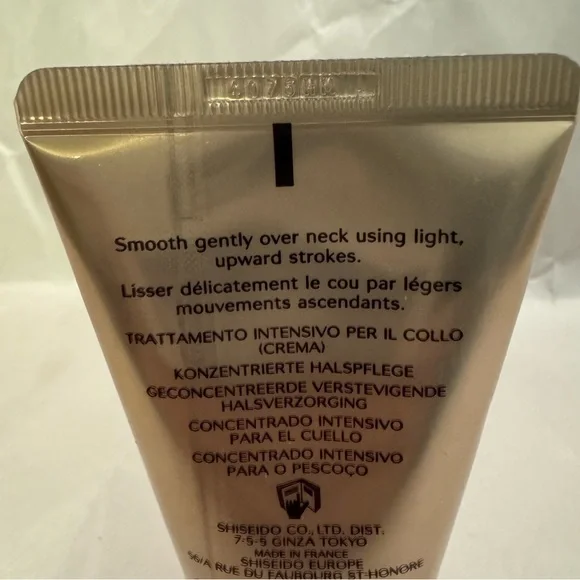 Smooth gently over neck using light,
upward strokes.
Lisser délicatement le cou par légers
mouvements ascendants.
TRATTAMENTO INTENSIVO PER IL COLLO
(CREMA)
KONZENTRIERTE HALSPFLEGE
GECONCENTREERDE VERSTEVIGENDE
HALSVERZORGING
CONCENTRADO INTENSIVO
PARA EL CUELLO
CONCENTRADO INTENSIVO
PARA O PESCOÇO
SHISEIDO CO., LTD. DIST.
7-5-5 GINZA TOKYO
MADE IN FRANCE
SHISEIDO EUROPE
56/A RUE DU FAUBOURG ST-HONORÉ